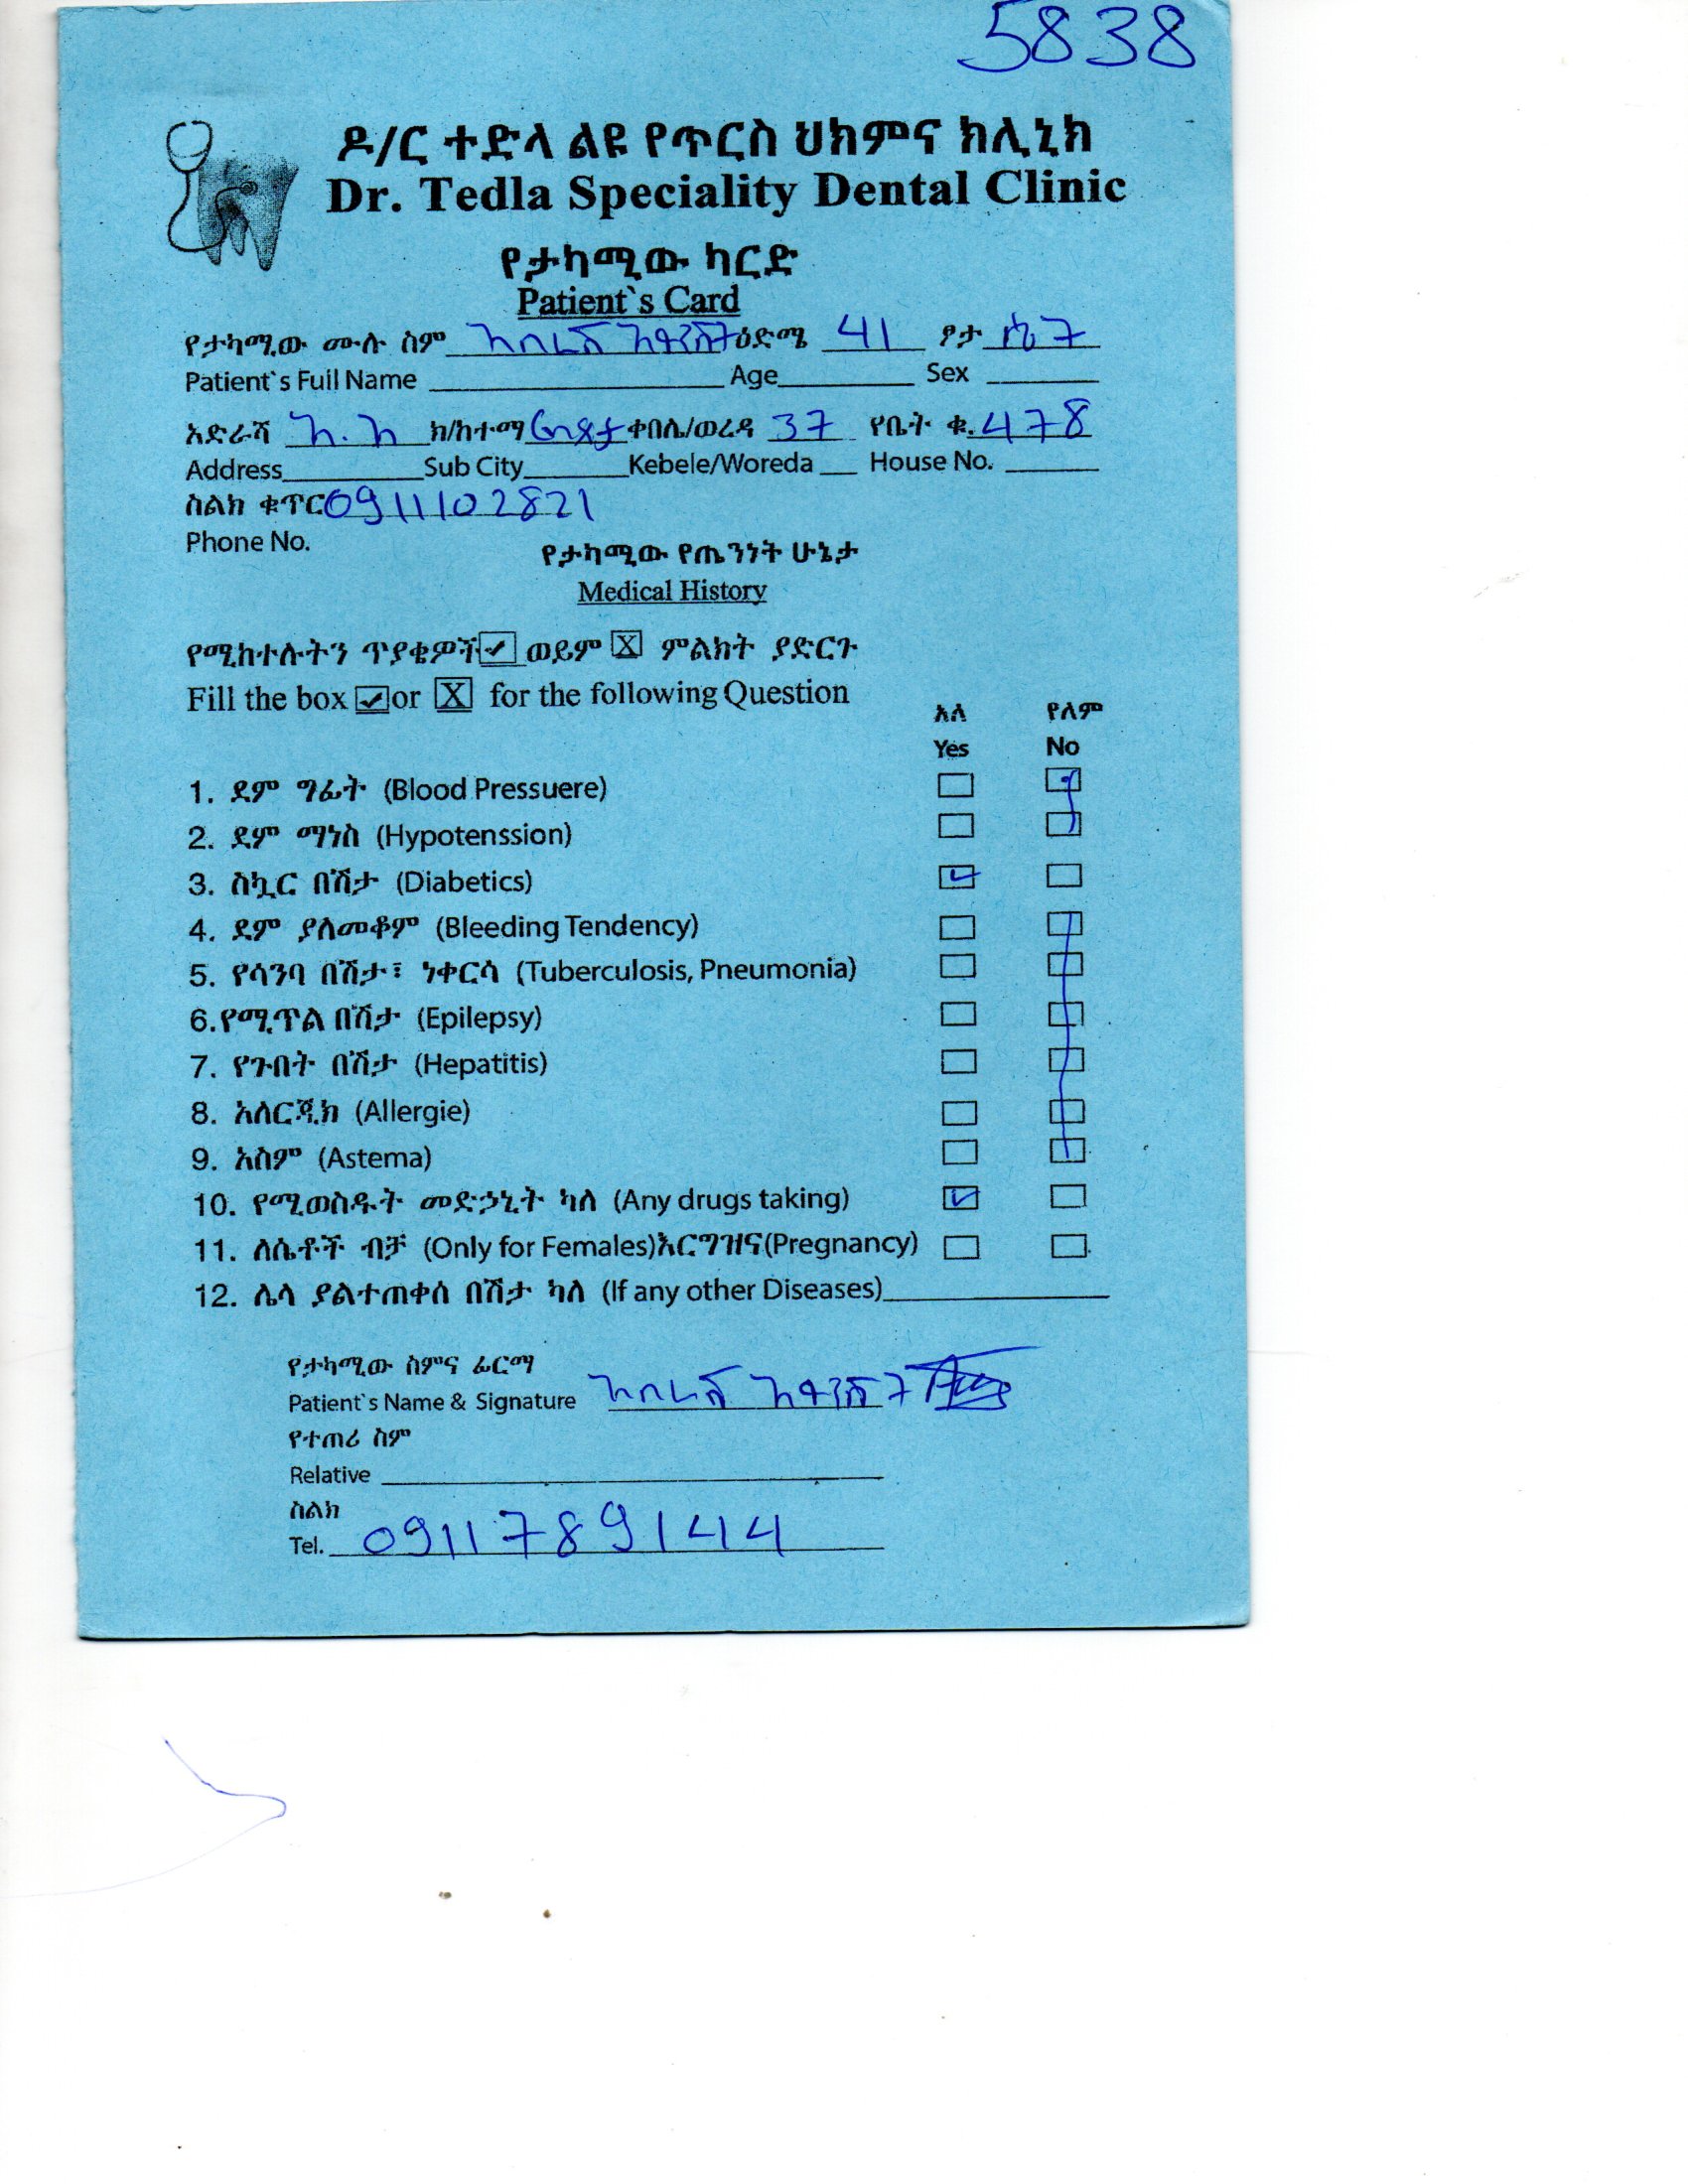 5838
ዶ/ር ተድላ ልዩ የጥርስ ህክምና ክሊኒክ
Dr. Tedla Speciality Dental Clinic
የታካሚው ካርድ
Patient`s Card
የታካሚው ሙሉ ስም አበራሽ ዕድሜ 41 ፆታ ሴት
Patient`s Full Name Age Sex
አድራሻ አ.አ ክ/ከተማ ቀበሌ/ወረዳ 37 የቤት ቁ. 478
Address Sub City Kebele/Woreda House No.
ስልክ ቁጥር 0911102821
Phone No.
የታካሚው የጤንነት ሁኔታ
Medical History
የሚከተሉትን ጥያቄዎች ✓ ወይም X ምልክት ያድርጉ
Fill the box ✓ or X for the following Question
አለ የለም
Yes No
1. ደም ግፊት (Blood Pressuere)
2. ደም ማነስ (Hypotenssion)
3. ስኳር በሽታ (Diabetics) ✓
4. ደም ያለመቆም (Bleeding Tendency)
5. የሳንባ በሽታ፣ ነቀርሳ (Tuberculosis, Pneumonia)
6.የሚጥል በሽታ (Epilepsy)
7. የጉበት በሽታ (Hepatitis)
8. አለርጂክ (Allergie)
9. አስም (Astema)
10. የሚወስዱት መድኃኒት ካለ (Any drugs taking) ✓
11. ለሴቶች ብቻ (Only for Females)እርግዝና(Pregnancy)
12. ሌላ ያልተጠቀሰ በሽታ ካለ (If any other Diseases)
የታካሚው ስምና ፊርማ
Patient`s Name & Signature አበራሽ
የተጠሪ ስም
Relative
ስልክ
Tel. 0911789144